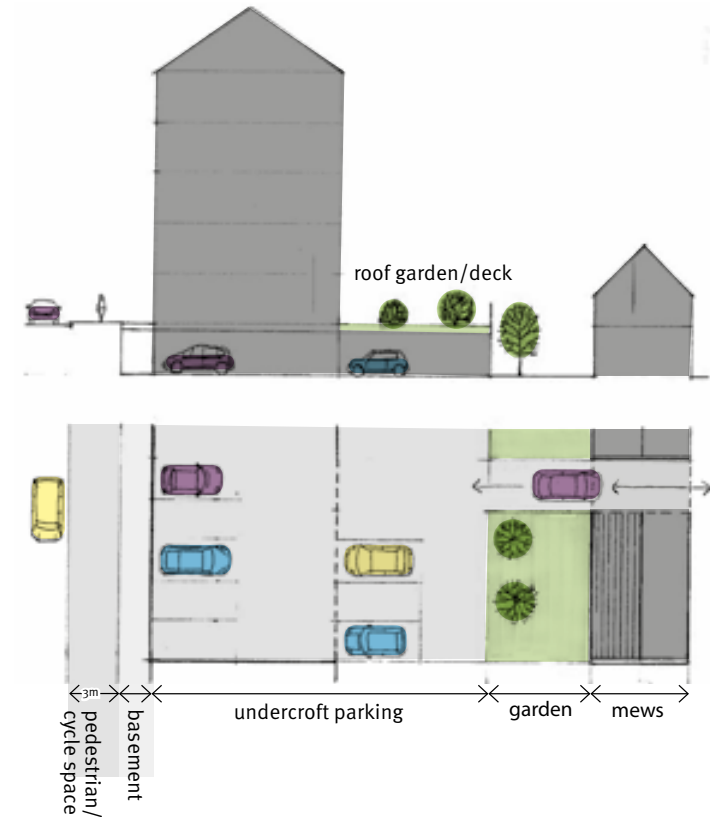 roof garden/deck
3m
pedestrian/
cycle space
basement
undercroft parking
garden
mews